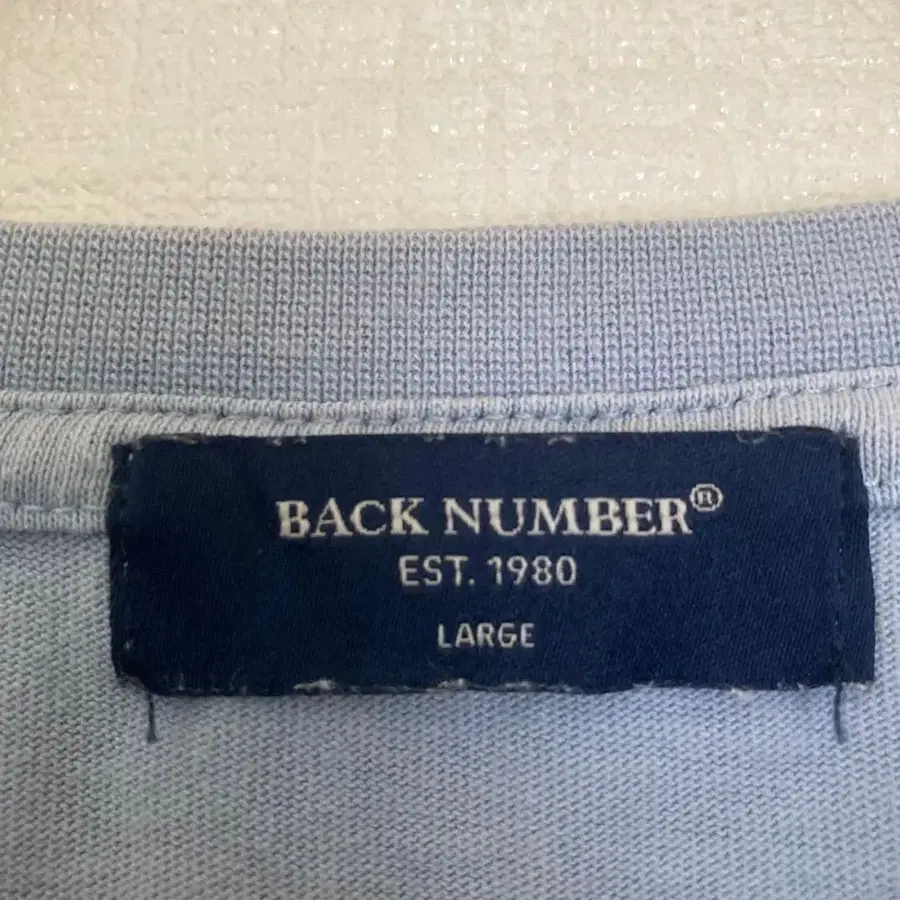 BACK NUMBER®
EST. 1980
LARGE